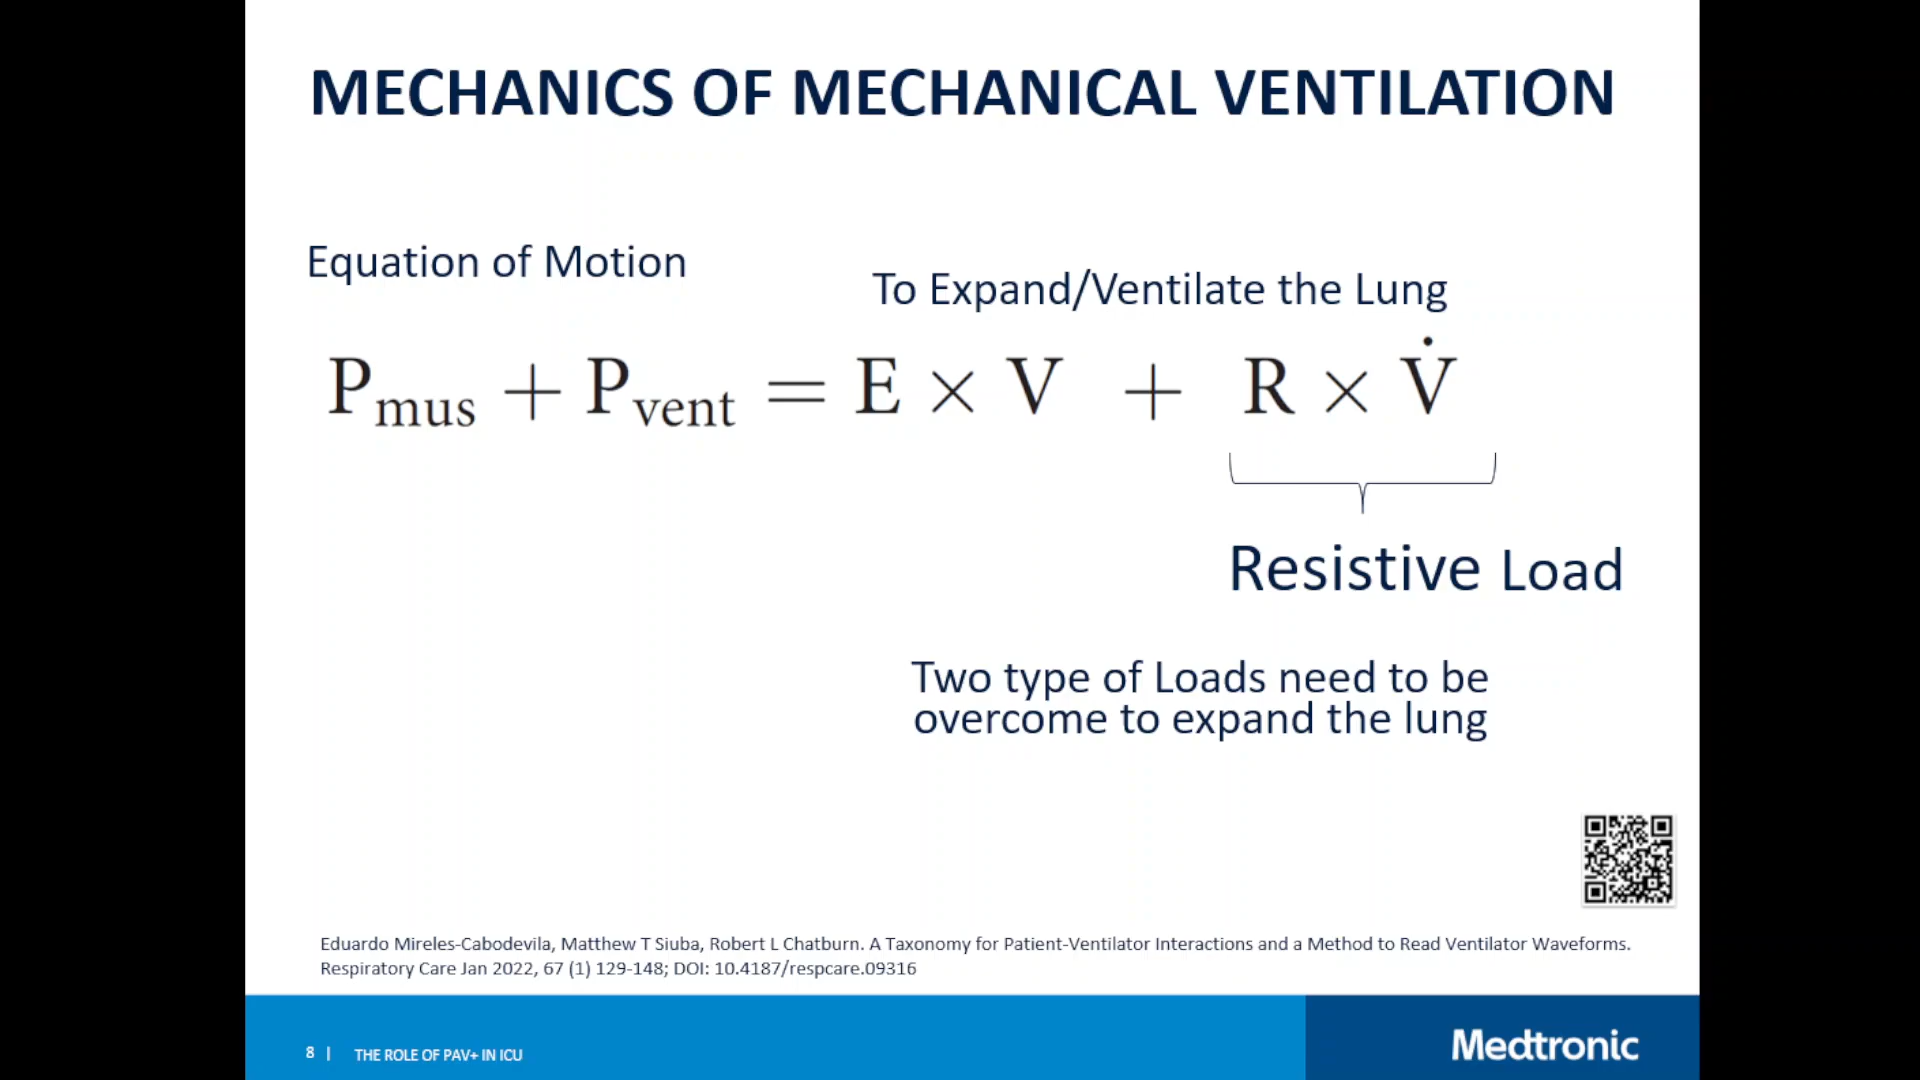 MECHANICS OF MECHANICAL VENTILATION
Equation of Motion
To Expand/Ventilate the Lung
P_mus + P_vent = E × V + R × V̇
Resistive Load
Two type of Loads need to be
overcome to expand the lung
Eduardo Mireles-Cabodevila, Matthew T Siuba, Robert L Chatburn. A Taxonomy for Patient-Ventilator Interactions and a Method to Read Ventilator Waveforms.
Respiratory Care Jan 2022, 67 (1) 129-148; DOI: 10.4187/respcare.09316
8 | THE ROLE OF PAV+ IN ICU
Medtronic